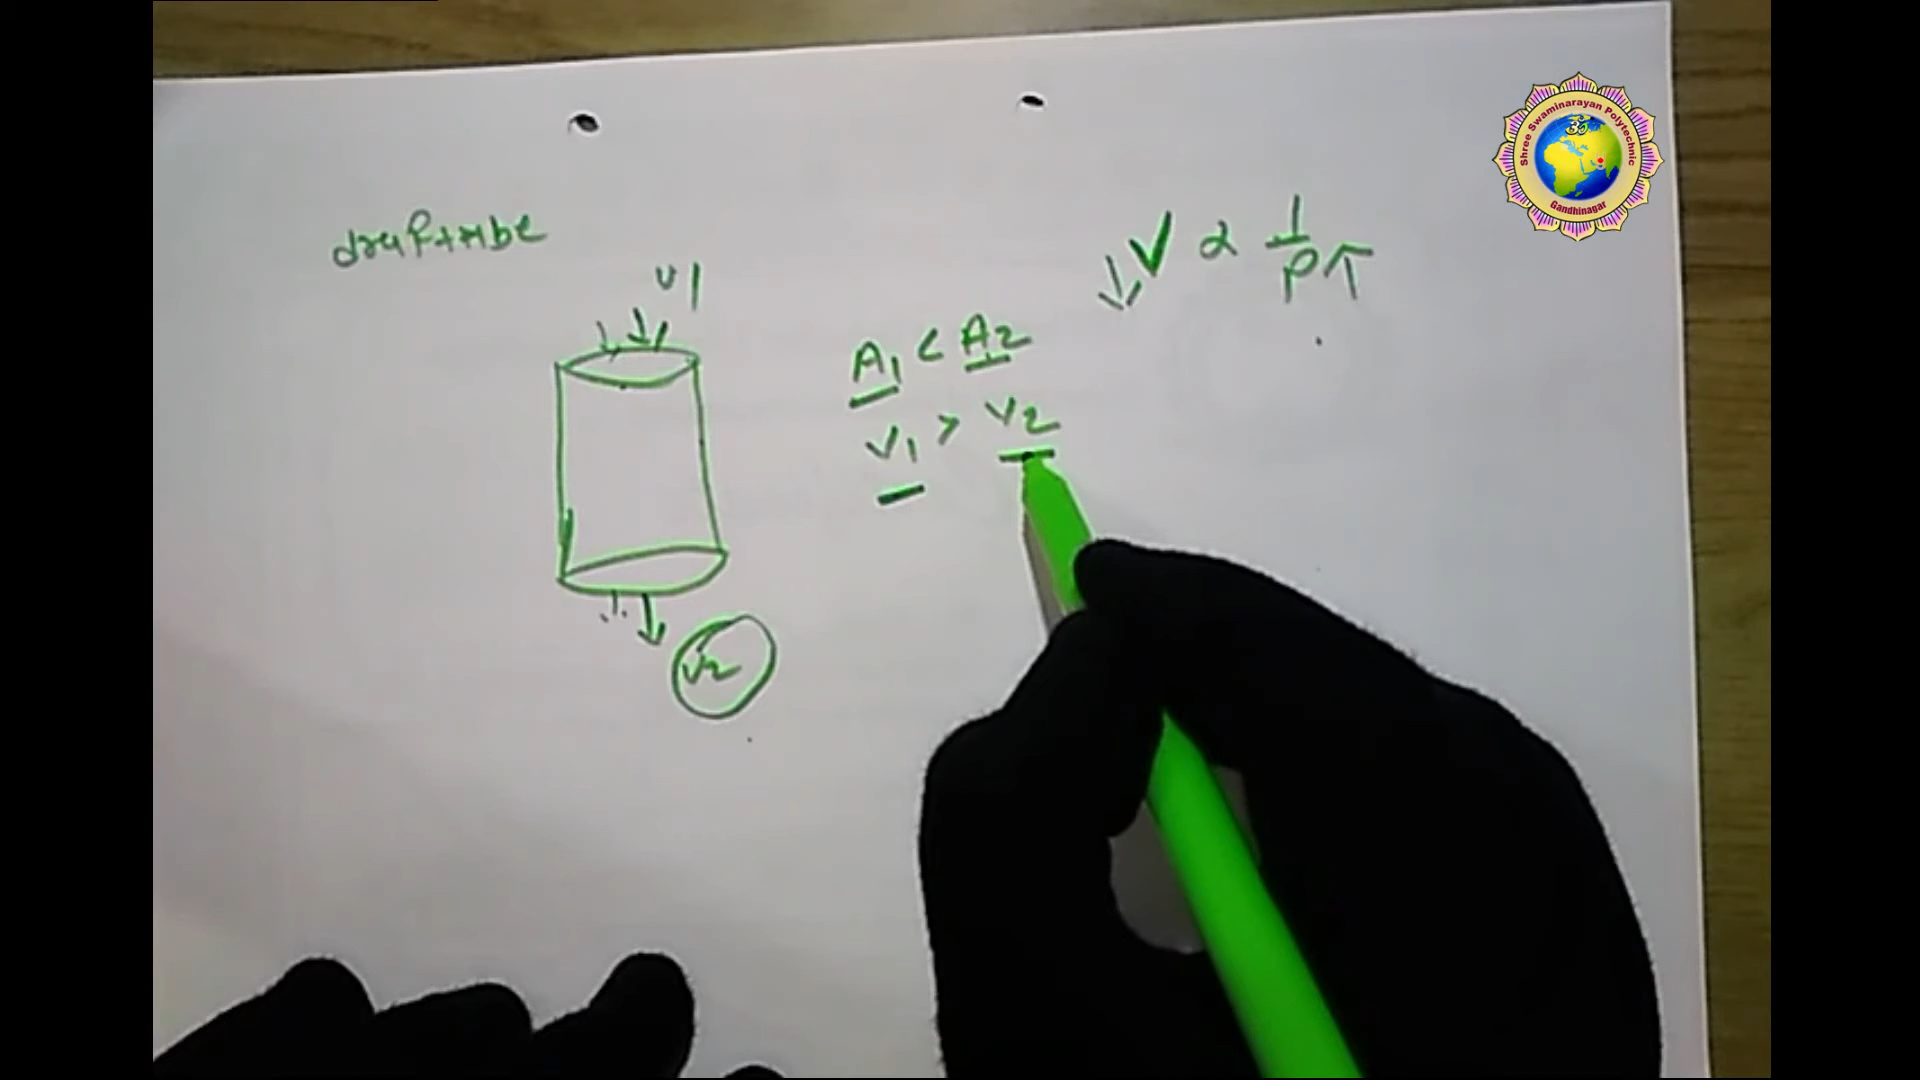 draft tube
v1
V ∝ 1/P ↑
↓
A1 < A2
V1 > V2
V2
Shree Swaminarayan Polytechnic
ॐ
Gandhinagar